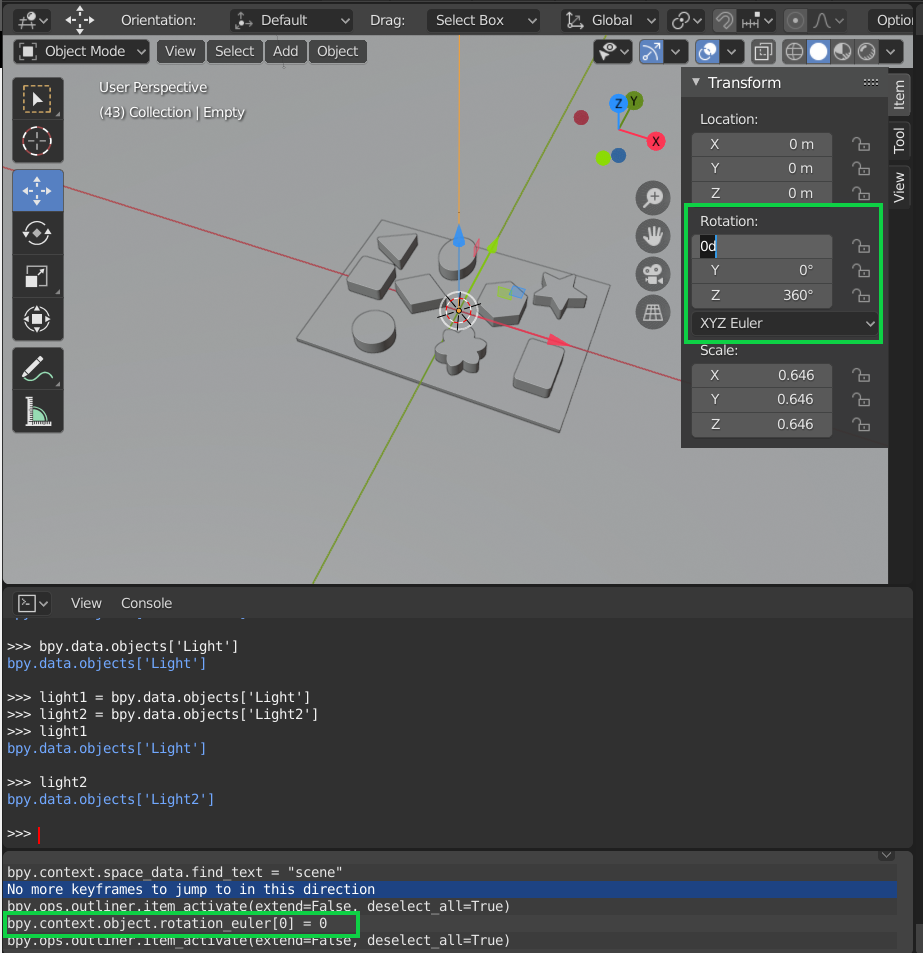 Orientation: Default Drag: Select Box Global Optio
Object Mode View Select Add Object
User Perspective
(43) Collection | Empty
Z Y
X
Transform
Location:
X 0 m
Y 0 m
Z 0 m
Rotation:
0d
Y 0°
Z 360°
XYZ Euler
Scale:
X 0.646
Y 0.646
Z 0.646
Item
Tool
View
View Console
>>> bpy.data.objects['Light']
bpy.data.objects['Light']
>>> light1 = bpy.data.objects['Light']
>>> light2 = bpy.data.objects['Light2']
>>> light1
bpy.data.objects['Light']
>>> light2
bpy.data.objects['Light2']
>>>
bpy.context.space_data.find_text = "scene"
No more keyframes to jump to in this direction
bpy.ops.outliner.item_activate(extend=False, deselect_all=True)
bpy.context.object.rotation_euler[0] = 0
bpy.ops.outliner.item_activate(extend=False, deselect_all=True)